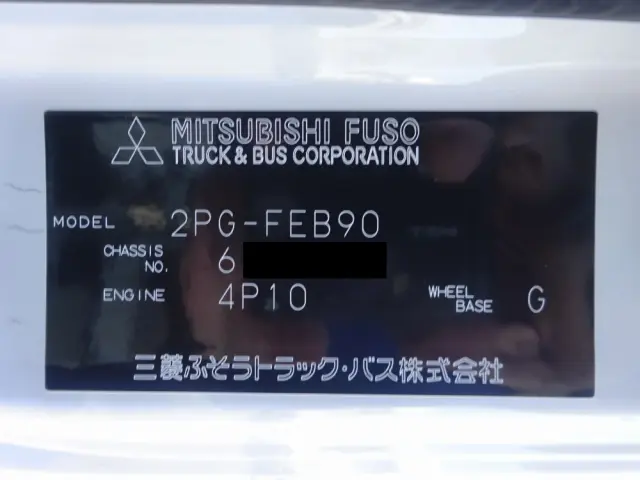 MITSUBISHI FUSO
TRUCK & BUS CORPORATION
MODEL 2PG-FEB90
CHASSIS NO. 6
ENGINE 4P10 WHEEL BASE G
三菱ふそうトラック・バス株式会社